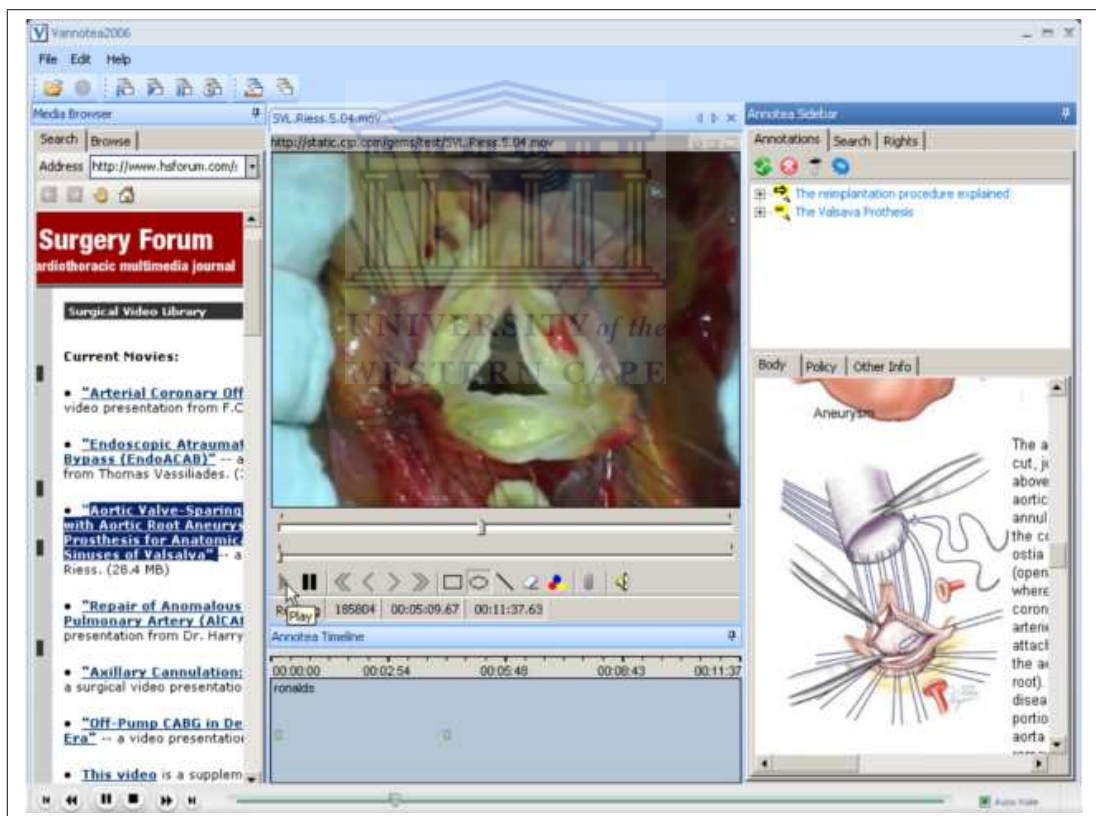 Vannotea2006
File Edit Help
Media Browser
Search Browse
Address http://www.hsforum.com/
Surgery Forum
ardiothoracic multimedia journal
Surgical Video Library
Current Movies:
"Arterial Coronary Off
video presentation from F.C
"Endoscopic Atraumat
Bypass (EndoACAB)" -- a
from Thomas Vassiliades. (
"Aortic Valve-Sparing
with Aortic Root Aneurys
Prosthesis for Anatomic
Sinuses of Valsalva" -- a
Riess. (28.4 MB)
"Repair of Anomalous
Pulmonary Artery (AlCA
presentation from Dr. Harry
"Axillary Cannulation:
a surgical video presentatio
"Off-Pump CABG in De
Era" -- a video presentation
This video is a supplem
SVL.Riess.5.04.mov
http://static.cjp.com/gems/test/SVL.Riess.5.04.mov
UNIVERSITY of the
WESTERN CAPE
Play
185804 00:05:09.67 00:11:37.63
Annotea Timeline
00:00:00 00:02:54 00:05:48 00:08:43 00:11:37
ronalds
Annotea Sidebar
Annotations Search Rights
The reimplantation procedure explained
The Valsava Prothesis
Body Policy Other Info
Aneurysm
The a
cut, j
above
aortic
annul
the co
ostia
(open
where
coron
arteri
attacl
the a
root).
disea
portio
aorta